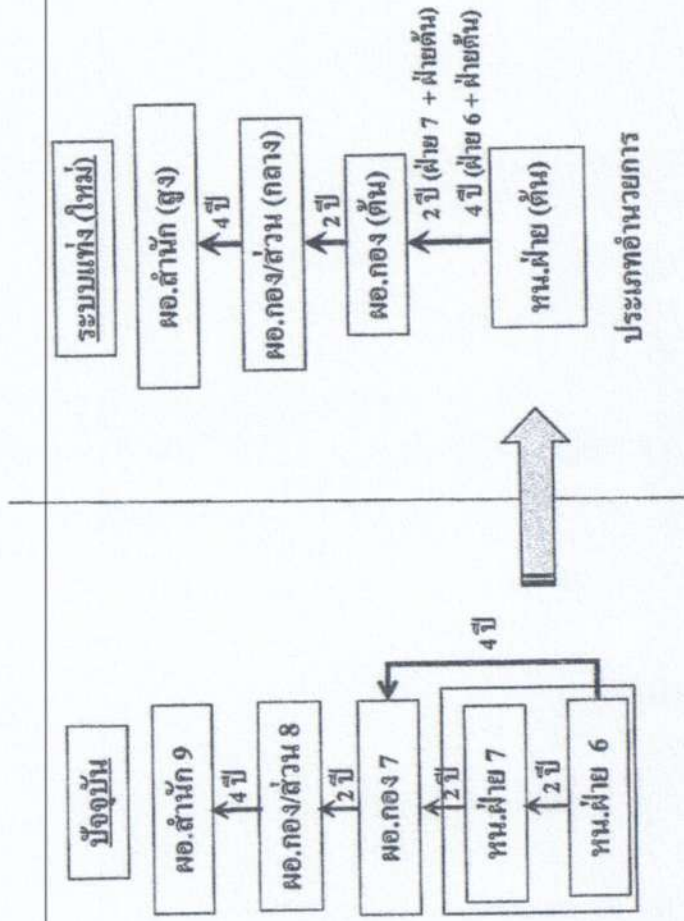 ปัจจุบัน
ผอ.สำนัก 9
4 ปี
ผอ.กอง/ส่วน 8
2 ปี
ผอ.กอง 7
2 ปี
หน.ฝ่าย 7
2 ปี
หน.ฝ่าย 6
4 ปี
ระบบแท่ง (ใหม่)
ผอ.สำนัก (สูง)
4 ปี
ผอ.กอง/ส่วน (กลาง)
2 ปี
ผอ.กอง (ต้น)
2 ปี (ฝ่าย 7 + ฝ่ายต้น)
4 ปี (ฝ่าย 6 + ฝ่ายต้น)
หน.ฝ่าย (ต้น)
ประเภทอำนวยการ